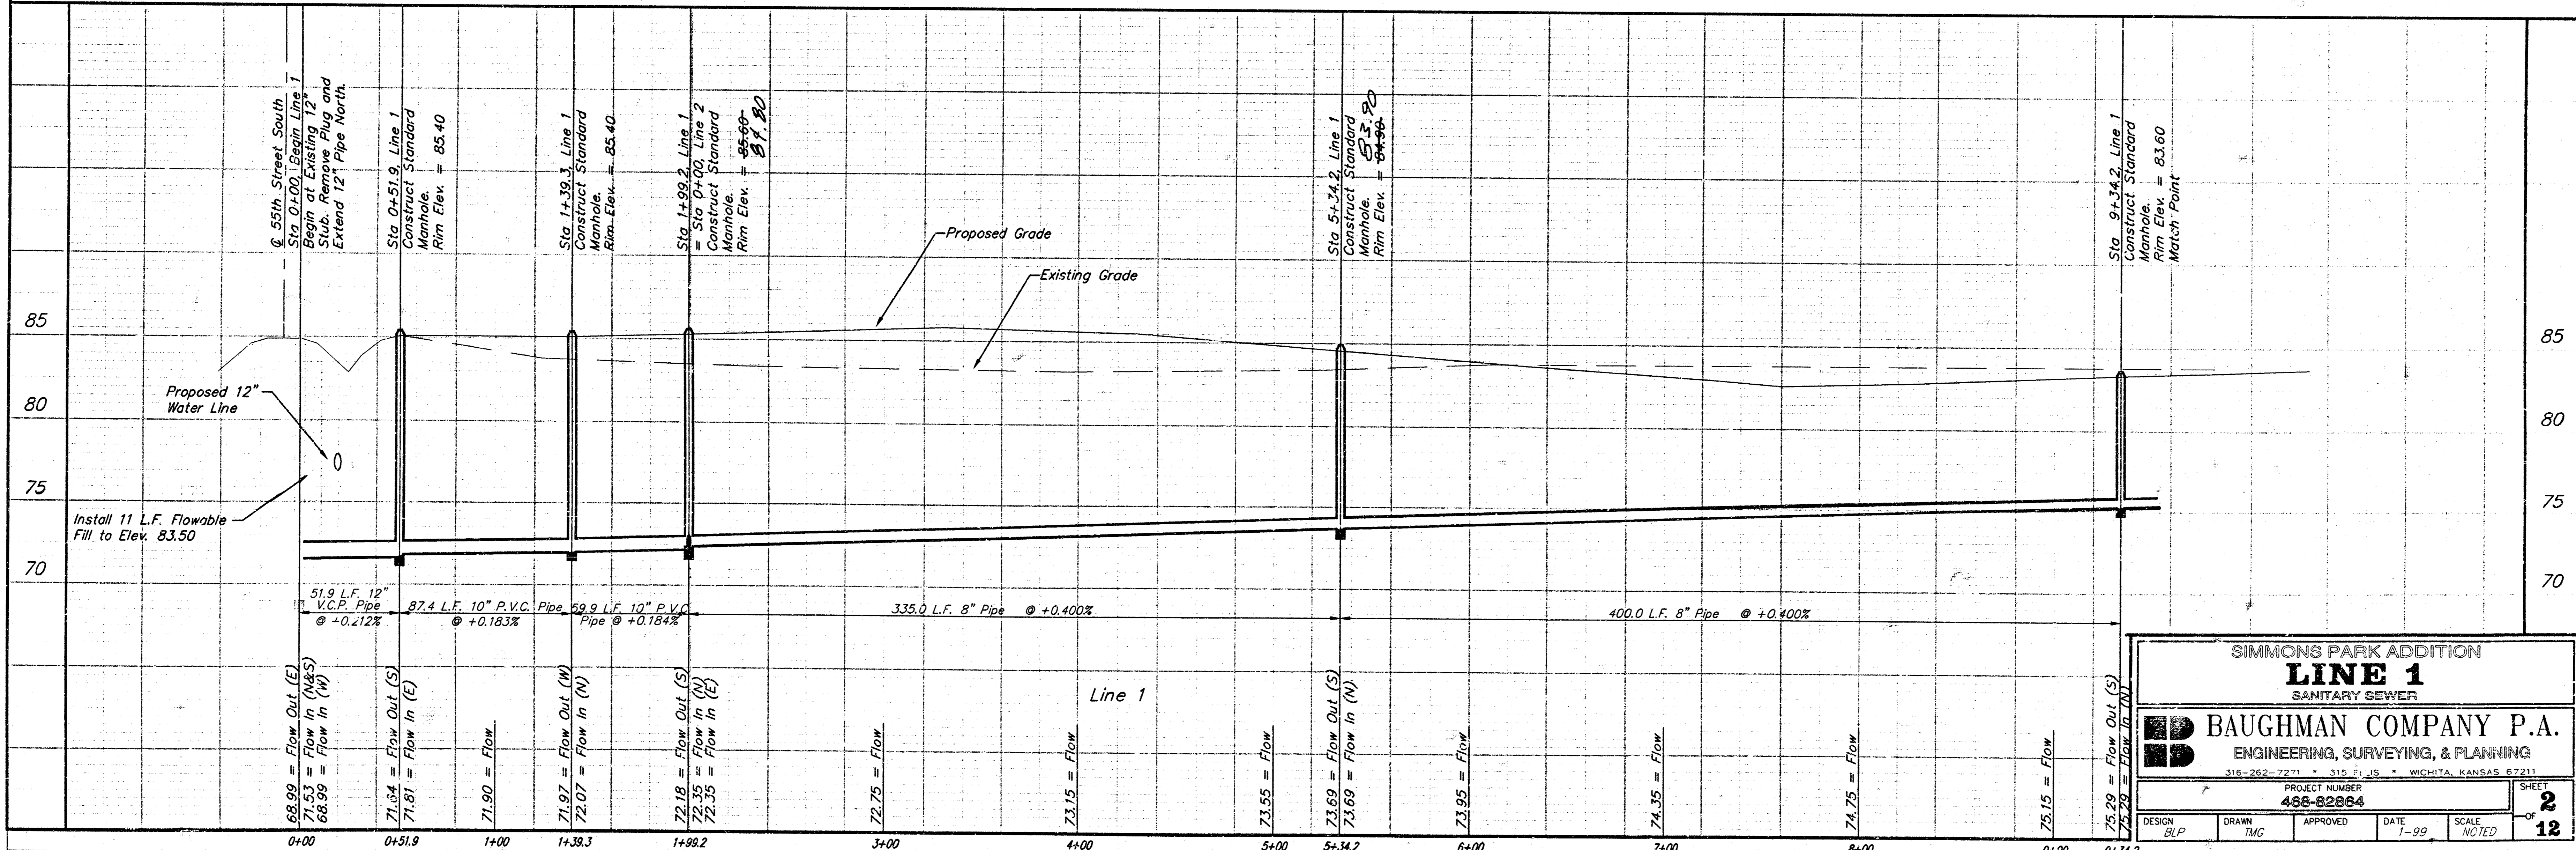 ℄ 55th Street South
Sta 0+00, Begin Line 1
Begin at Existing 12"
Stub. Remove Plug and
Extend 12" Pipe North.
Sta 0+51.9, Line 1
Construct Standard
Manhole.
Rim Elev. = 85.40
Sta 1+39.3, Line 1
Construct Standard
Manhole.
Rim Elev. = 85.40
Sta 1+99.2, Line 1
= Sta 0+00, Line 2
Construct Standard
Manhole.
Rim Elev. = 85.60
84.80
Sta 5+34.2, Line 1
Construct Standard
Manhole.
83.90
Rim Elev. = 84.90
Sta 9+34.2, Line 1
Construct Standard
Manhole.
Rim Elev. = 83.60
Match Point
Proposed Grade
Existing Grade
85
85
Proposed 12"
Water Line
80
80
75
75
Install 11 L.F. Flowable
Fill to Elev. 83.50
70
70
51.9 L.F. 12"
V.C.P. Pipe
@ +0.212%
87.4 L.F. 10" P.V.C. Pipe
@ +0.183%
59.9 L.F. 10" P.V.C.
Pipe @ +0.184%
335.0 L.F. 8" Pipe @ +0.400%
400.0 L.F. 8" Pipe @ +0.400%
68.99 = Flow Out (E)
71.53 = Flow In (N&S)
68.99 = Flow In (W)
71.64 = Flow Out (S)
71.81 = Flow In (E)
71.90 = Flow
71.97 = Flow Out (W)
72.07 = Flow In (N)
72.18 = Flow Out (S)
72.35 = Flow In (N)
72.35 = Flow In (E)
72.75 = Flow
Line 1
73.15 = Flow
73.55 = Flow
73.69 = Flow Out (S)
73.69 = Flow In (N)
73.95 = Flow
74.35 = Flow
74.75 = Flow
75.15 = Flow
75.29 = Flow Out (S)
75.29 = Flow In (N)
0+00
0+51.9
1+00
1+39.3
1+99.2
3+00
4+00
5+00
5+34.2
6+00
7+00
8+00
9+00
9+34.2
SIMMONS PARK ADDITION
LINE 1
SANITARY SEWER
BAUGHMAN COMPANY P.A.
ENGINEERING, SURVEYING, & PLANNING
316-262-7271 * 315 * WICHITA, KANSAS 67211
PROJECT NUMBER
468-82864
SHEET
2
OF
12
DESIGN
BLP
DRAWN
TMG
APPROVED
DATE
1-99
SCALE
NOTED